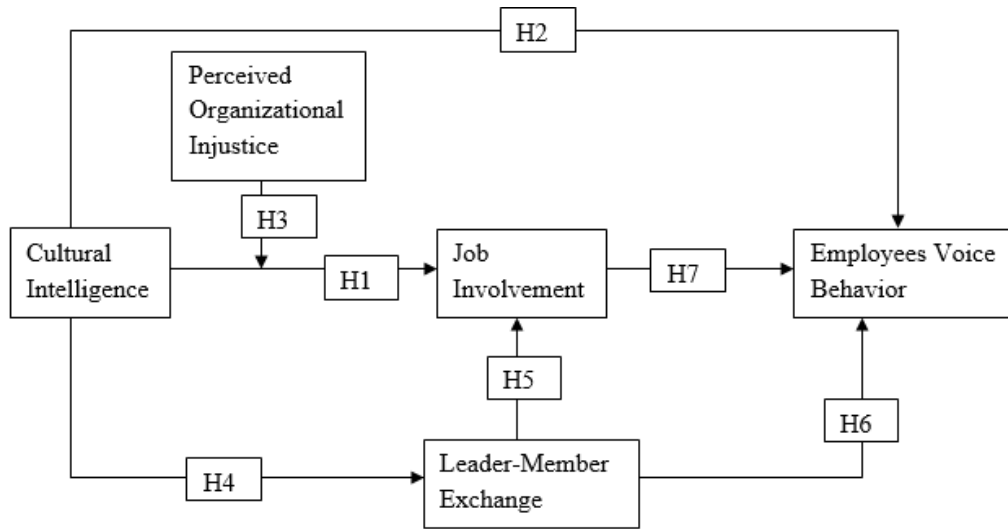 H2
Perceived
Organizational
Injustice
H3
Cultural
Intelligence
H1
Job
Involvement
H7
Employees Voice
Behavior
H5
H6
H4
Leader-Member
Exchange